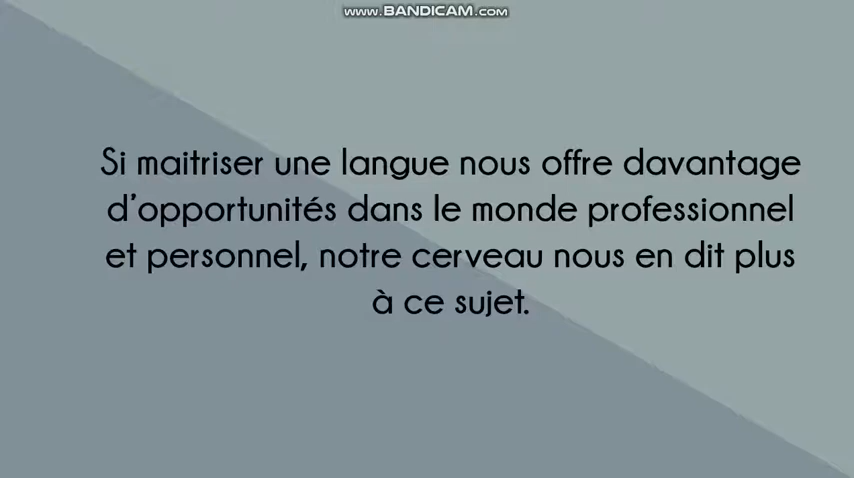 www.BANDICAM.com
Si maitriser une langue nous offre davantage
d'opportunités dans le monde professionnel
et personnel, notre cerveau nous en dit plus
à ce sujet.